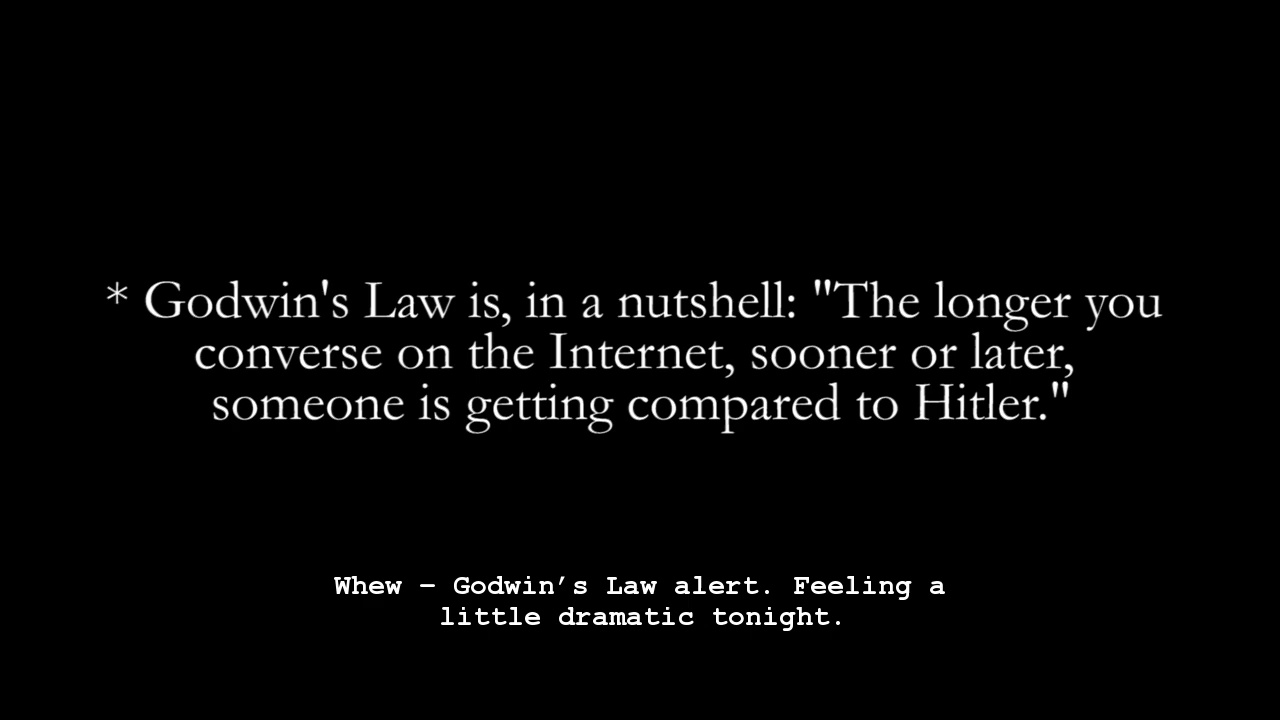 * Godwin's Law is, in a nutshell: "The longer you
converse on the Internet, sooner or later,
someone is getting compared to Hitler."
Whew – Godwin’s Law alert. Feeling a
little dramatic tonight.